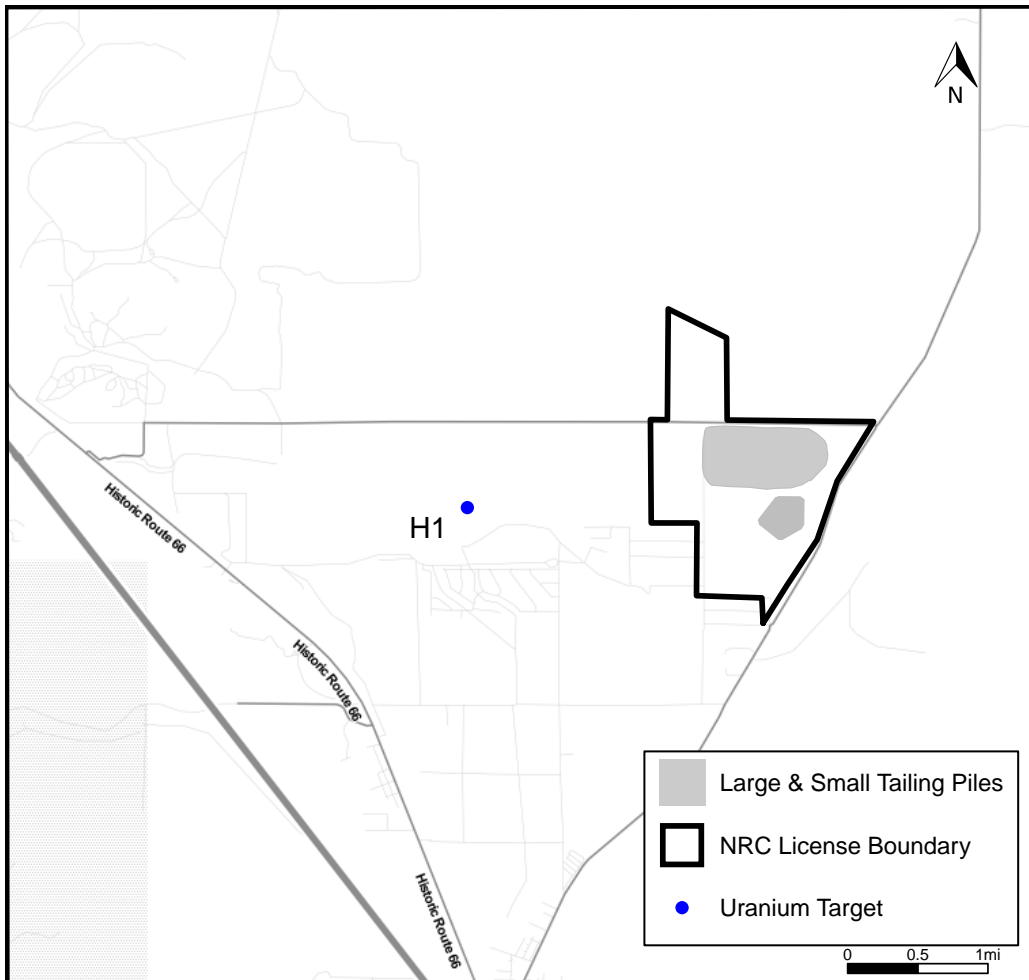 N
Historic Route 66
H1
Historic Route 66
Large & Small Tailing Piles
NRC License Boundary
Historic Route 66
Uranium Target
0 0.5 1mi